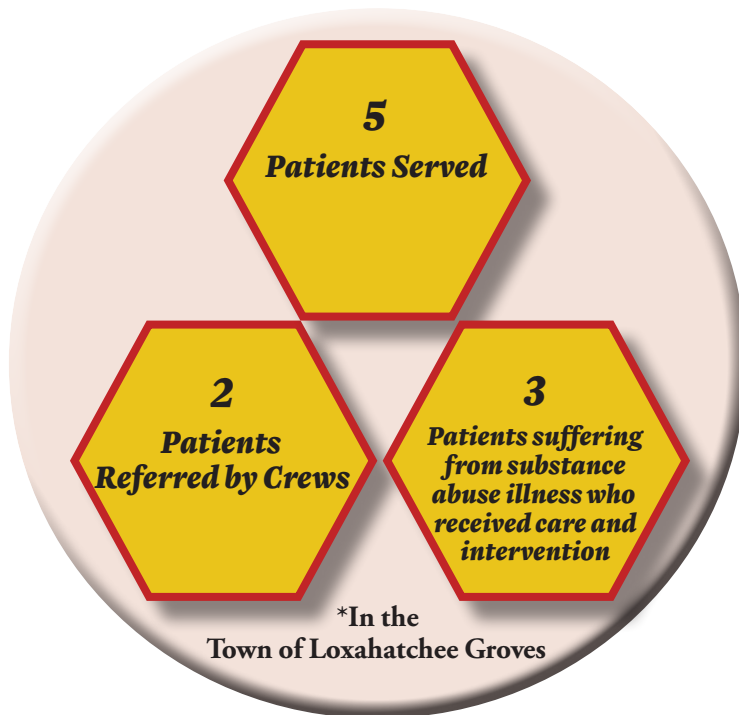 5
Patients Served
2
Patients
Referred by Crews
3
Patients suffering
from substance
abuse illness who
received care and
intervention
*In the
Town of Loxahatchee Groves